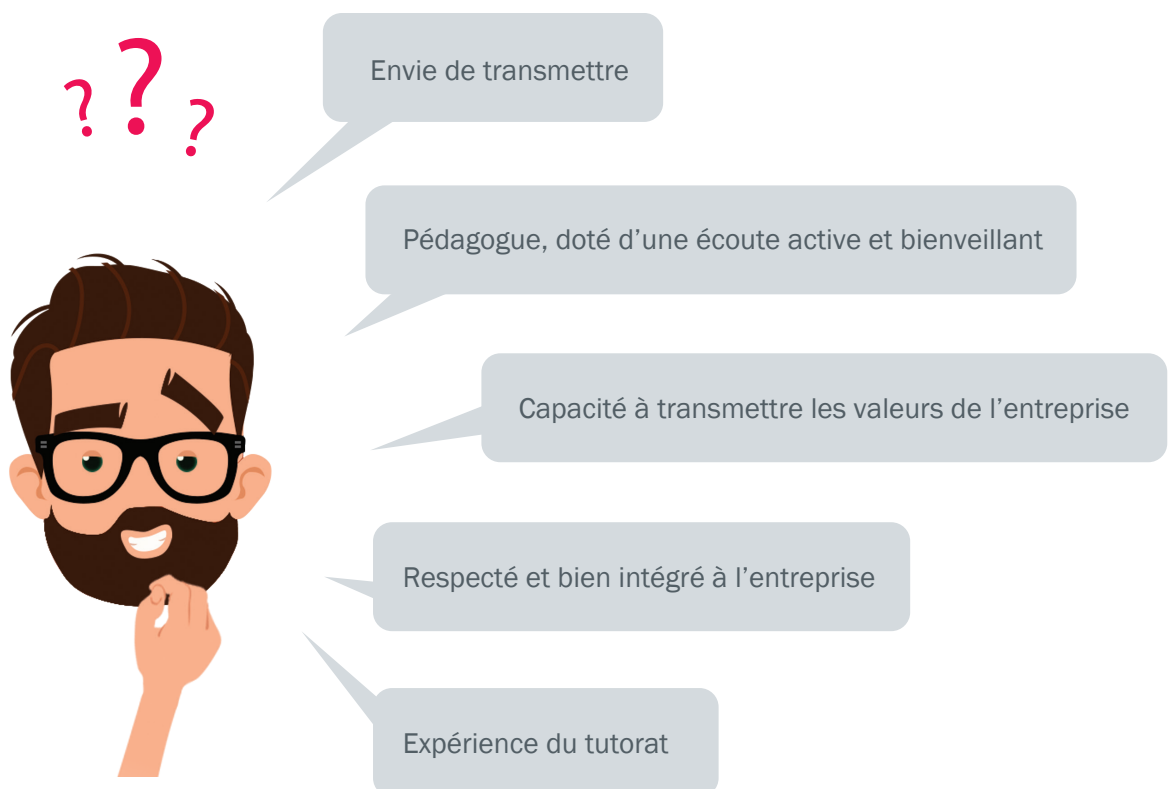 ? ? ?
Envie de transmettre
Pédagogue, doté d’une écoute active et bienveillant
Capacité à transmettre les valeurs de l’entreprise
Respecté et bien intégré à l’entreprise
Expérience du tutorat